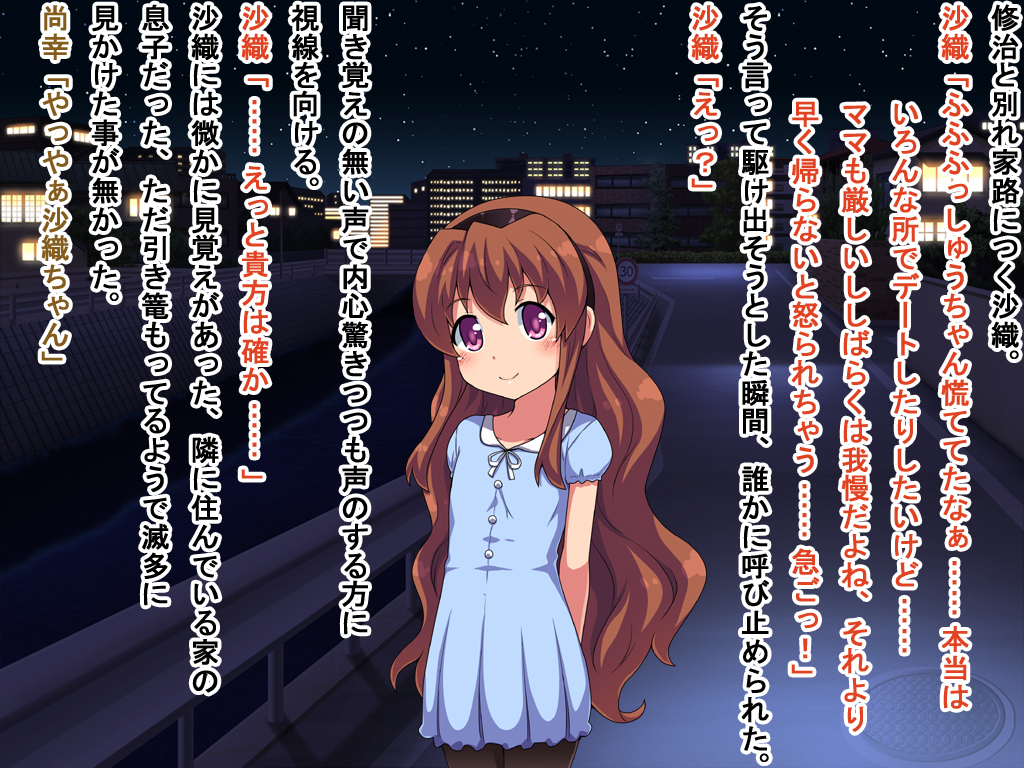 修治と別れ家路につく沙織。
沙織「ふふふっしゅうちゃん慌ててたなぁ……本当は
いろんな所でデートしたりしたいけど……
ママも厳しいししばらくは我慢だよね、それより
早く帰らないと怒られちゃう……急ごっ！」
そう言って駆け出そうとした瞬間、誰かに呼び止められた。
沙織「えっ？」
聞き覚えの無い声で内心驚きつつも声のする方に
視線を向ける。
沙織「……えっと貴方は確か……」
沙織には微かに見覚えがあった、隣に住んでいる家の
息子だった、ただ引き篭もってるようで滅多に
見かけた事が無かった。
尚幸「やっやぁ沙織ちゃん」
30